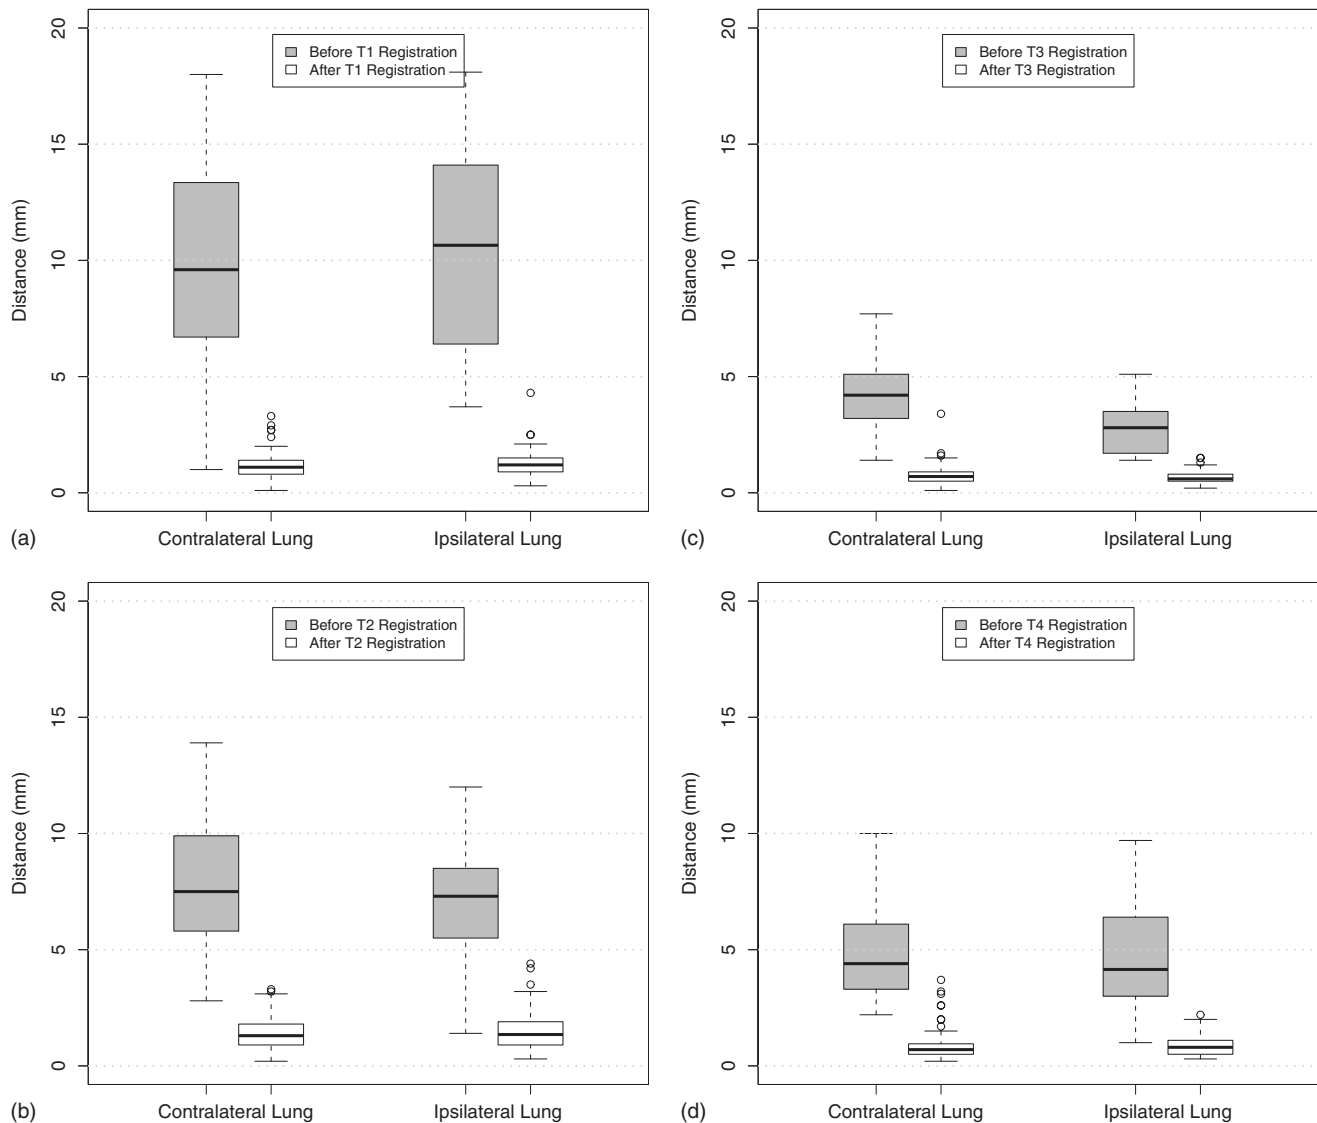 20
15
10
5
0
Distance (mm)
Before T1 Registration
After T1 Registration
(a)
Contralateral Lung
Ipsilateral Lung
20
15
10
5
0
Distance (mm)
Before T3 Registration
After T3 Registration
(c)
Contralateral Lung
Ipsilateral Lung
20
15
10
5
0
Distance (mm)
Before T2 Registration
After T2 Registration
(b)
Contralateral Lung
Ipsilateral Lung
20
15
10
5
0
Distance (mm)
Before T4 Registration
After T4 Registration
(d)
Contralateral Lung
Ipsilateral Lung